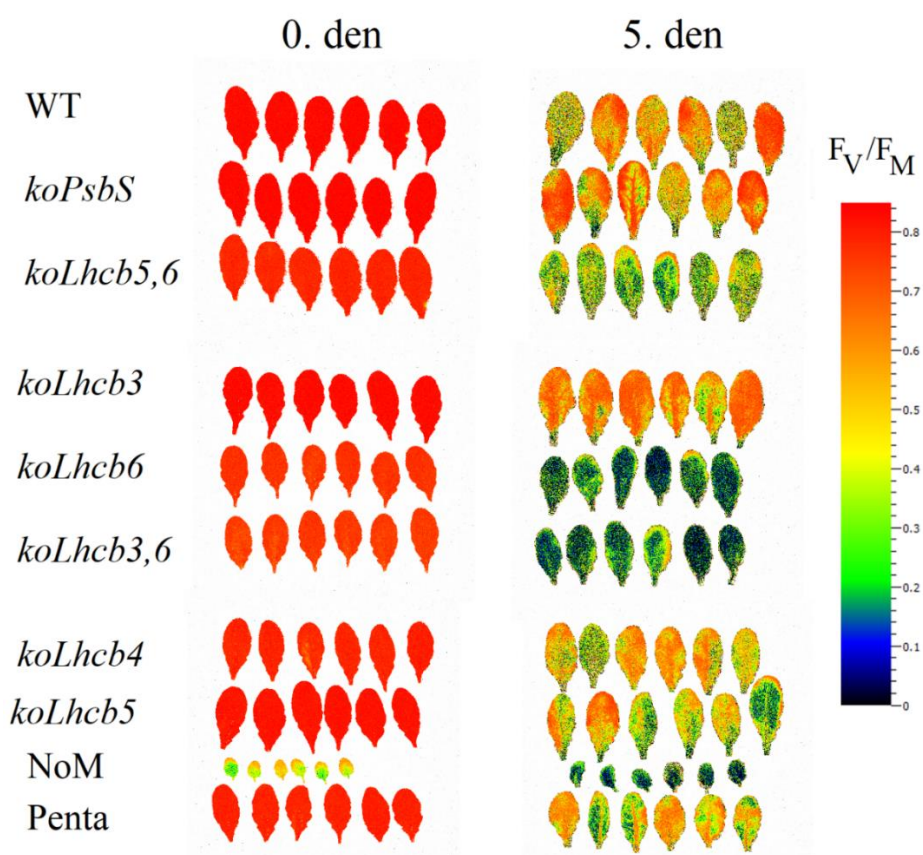 0. den 5. den
WT
koPsbS
koLhcb5,6
koLhcb3
koLhcb6
koLhcb3,6
koLhcb4
koLhcb5
NoM
Penta
FV/FM
0.8
0.7
0.6
0.5
0.4
0.3
0.2
0.1
0